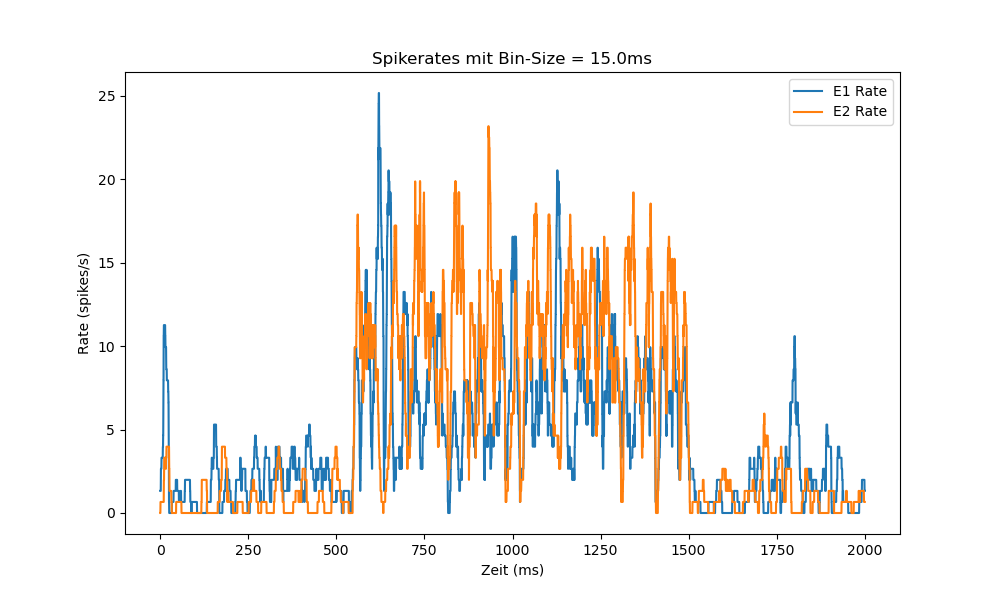 Spikerates mit Bin-Size = 15.0ms
E1 Rate
E2 Rate
25
20
15
10
5
0
Rate (spikes/s)
0 250 500 750 1000 1250 1500 1750 2000
Zeit (ms)